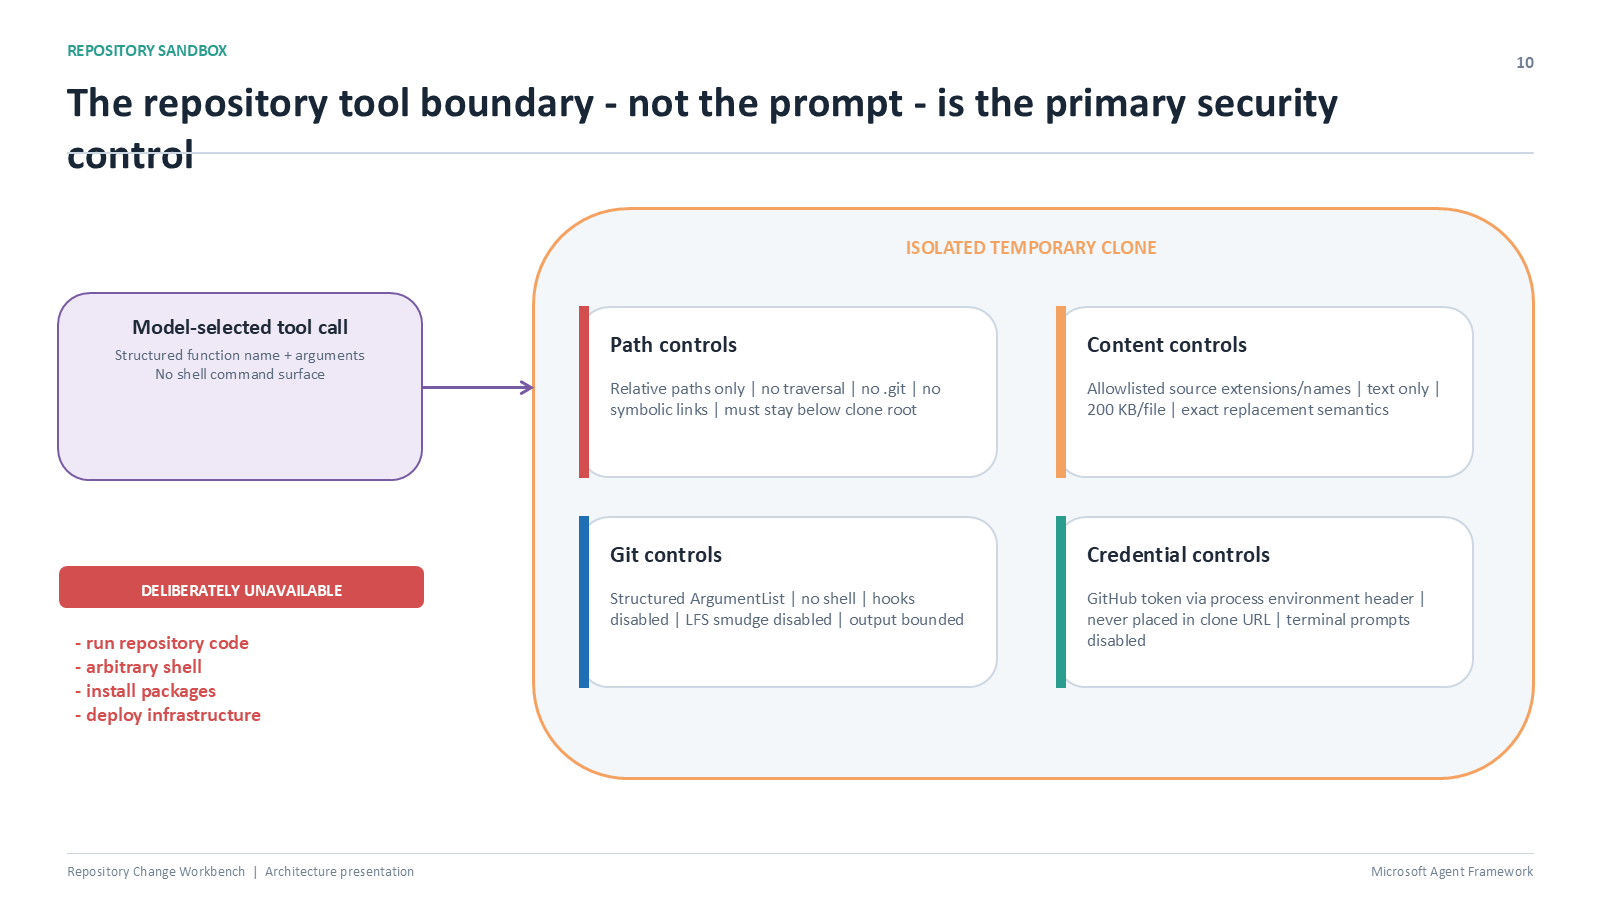 REPOSITORY SANDBOX
10
The repository tool boundary - not the prompt - is the primary security
control
ISOLATED TEMPORARY CLONE
Model-selected tool call
Structured function name + arguments
No shell command surface
Path controls
Relative paths only | no traversal | no .git | no
symbolic links | must stay below clone root
Content controls
Allowlisted source extensions/names | text only |
200 KB/file | exact replacement semantics
Git controls
Structured ArgumentList | no shell | hooks
disabled | LFS smudge disabled | output bounded
Credential controls
GitHub token via process environment header |
never placed in clone URL | terminal prompts
disabled
DELIBERATELY UNAVAILABLE
- run repository code
- arbitrary shell
- install packages
- deploy infrastructure
Repository Change Workbench | Architecture presentation
Microsoft Agent Framework